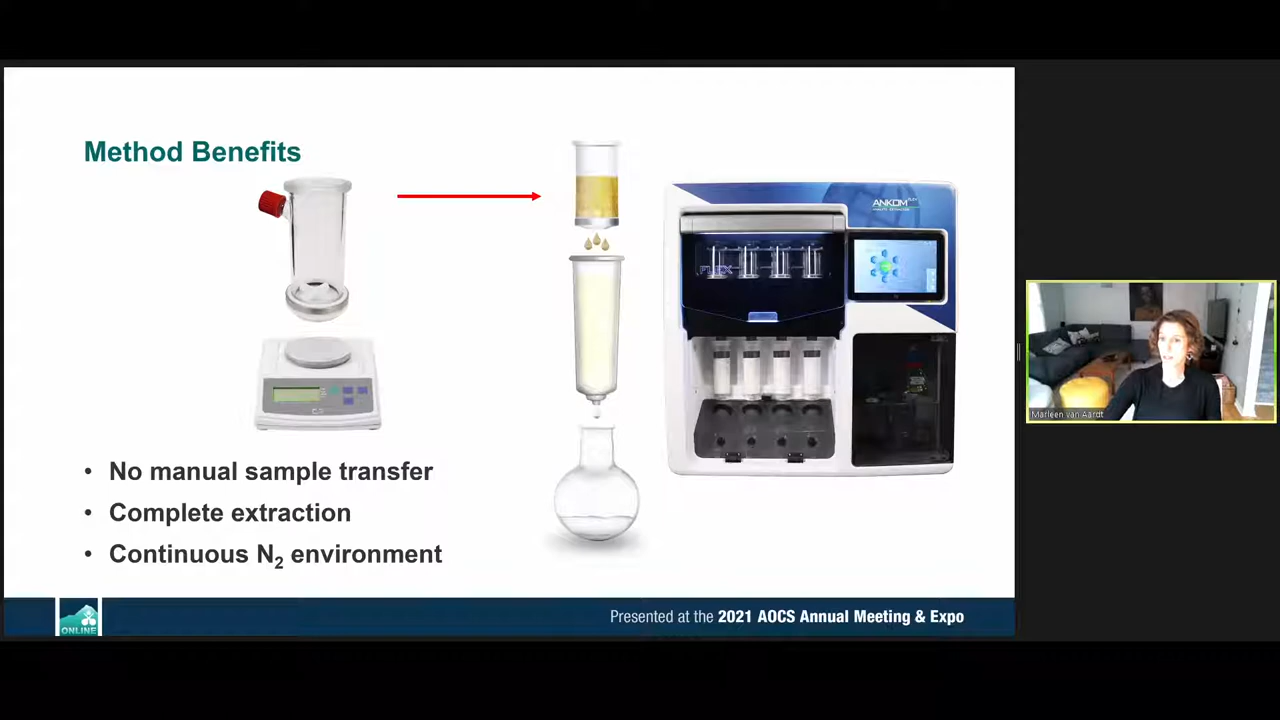 Method Benefits
ANKOM
FLEX
• No manual sample transfer
• Complete extraction
• Continuous N2 environment
ONLINE
Presented at the 2021 AOCS Annual Meeting & Expo
Marleen van Aardt